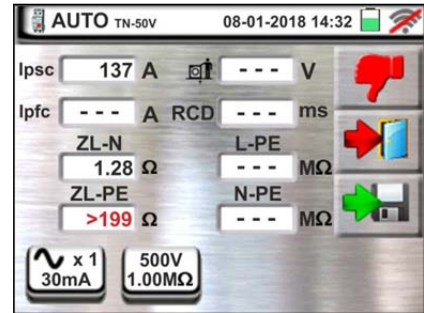 AUTO TN-50V 08-01-2018 14:32
Ipsc 137 A - - - V
Ipfc - - - A RCD - - - ms
ZL-N L-PE
1.28 Ω - - - MΩ
ZL-PE N-PE
>199 Ω - - - MΩ
x 1 500V
30mA 1.00MΩ